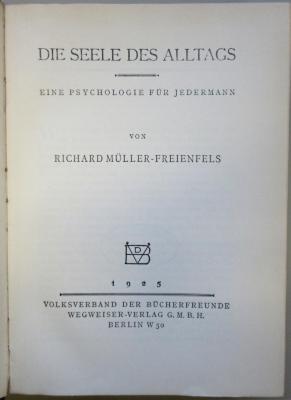 DIE SEELE DES ALLTAGS
EINE PSYCHOLOGIE FÜR JEDERMANN
VON
RICHARD MÜLLER-FREIENFELS
VDB
1925
VOLKSVERBAND DER BÜCHERFREUNDE
WEGWEISER-VERLAG G. M. B. H.
BERLIN W 50